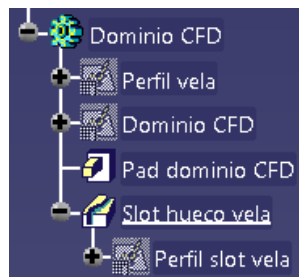 Dominio CFD
Perfil vela
Dominio CFD
Pad dominio CFD
Slot hueco vela
Perfil slot vela